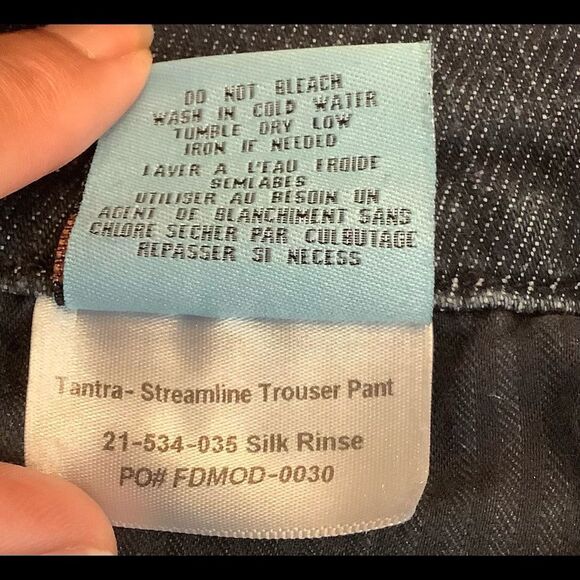 DO NOT BLEACH
WASH IN COLD WATER
TUMBLE DRY LOW
IRON IF NEEDED
LAVER A L'EAU FROIDE
SEMLABES
UTILISER AU BESOIN UN
AGENT DE BLANCHIMENT SANS
CHLORE SECHER PAR CULBUTAGE
REPASSER SI NECESS
Tantra- Streamline Trouser Pant
21-534-035 Silk Rinse
PO# FDMOD-0030